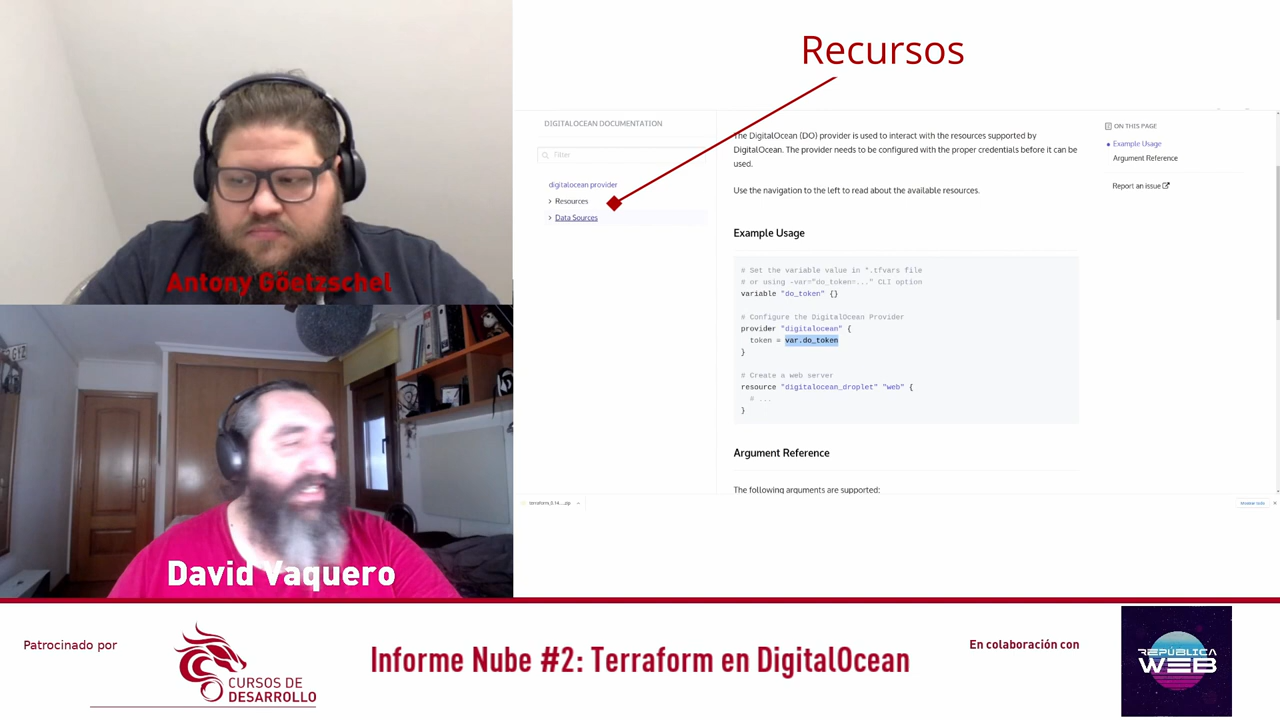 Recursos
Antony Göetzschel
David Vaquero
DIGITALOCEAN DOCUMENTATION
Filter
digitalocean provider
Resources
Data Sources
The DigitalOcean (DO) provider is used to interact with the resources supported by
DigitalOcean. The provider needs to be configured with the proper credentials before it can be
used.
Use the navigation to the left to read about the available resources.
Example Usage
# Set the variable value in *.tfvars file
# or using -var="do_token=..." CLI option
variable "do_token" {}
# Configure the DigitalOcean Provider
provider "digitalocean" {
token = var.do_token
}
# Create a web server
resource "digitalocean_droplet" "web" {
# ...
}
Argument Reference
The following arguments are supported:
ON THIS PAGE
Example Usage
Argument Reference
Report an issue
terraform_0.14....zip
Patrocinado por
CURSOS DE
DESARROLLO
Informe Nube #2: Terraform en DigitalOcean
En colaboración con
REPÚBLICA
WEB